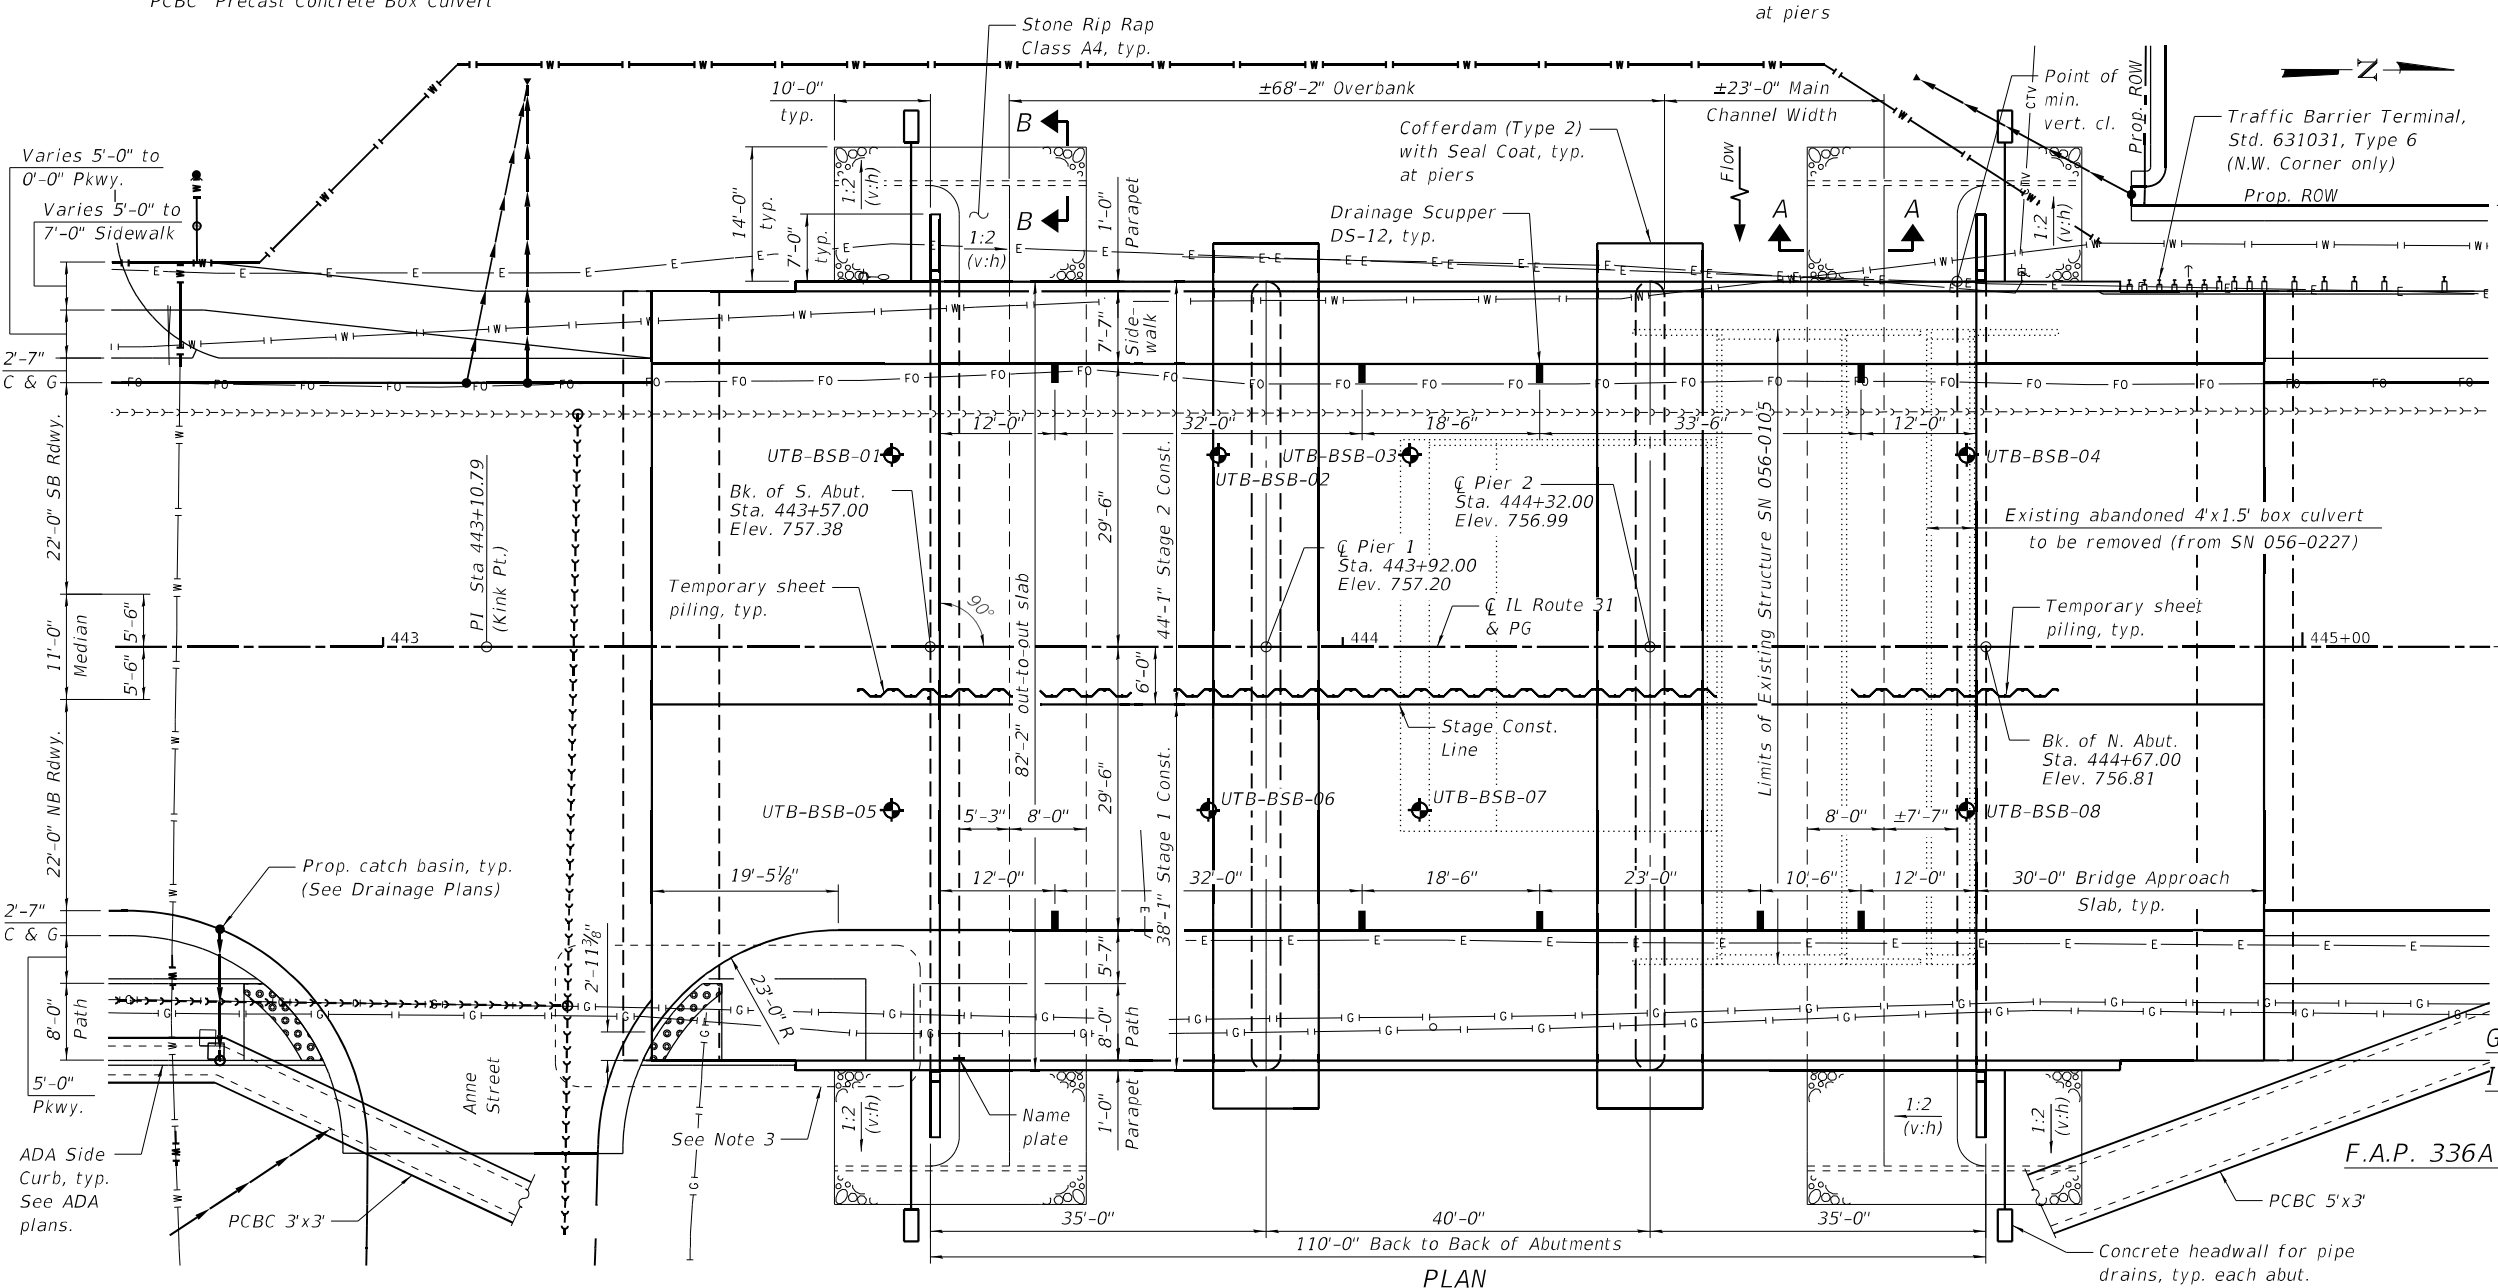 PCBC Precast Concrete Box Culvert
at piers
Stone Rip Rap
Class A4, typ.
10'-0"
typ.
±68'-2" Overbank
±23'-0" Main
Channel Width
Point of
min.
vert. cl.
CTV
CTV
Prop. ROW
N
Traffic Barrier Terminal,
Std. 631031, Type 6
(N.W. Corner only)
Prop. ROW
Varies 5'-0" to
0'-0" Pkwy.
Varies 5'-0" to
7'-0" Sidewalk
B
B
Cofferdam (Type 2)
with Seal Coat, typ.
at piers
Flow
A
A
Drainage Scupper
DS-12, typ.
14'-0"
typ.
7'-0"
typ.
1:2
(v:h)
1:2
(v:h)
1'-0"
Parapet
1:2
(v:h)
7'-7"
Side-
walk
2'-7"
C & G
22'-0" SB Rdwy.
12'-0"
32'-0"
18'-6"
33'-6"
12'-0"
UTB-BSB-01
UTB-BSB-02
UTB-BSB-03
UTB-BSB-04
PI Sta 443+10.79
(Kink Pt.)
Bk. of S. Abut.
Sta. 443+57.00
Elev. 757.38
29'-6"
44'-1" Stage 2 Const.
℄ Pier 2
Sta. 444+32.00
Elev. 756.99
℄ Pier 1
Sta. 443+92.00
Elev. 757.20
Limits of Existing Structure SN 056-0105
Existing abandoned 4'x1.5' box culvert
to be removed (from SN 056-0227)
Temporary sheet
piling, typ.
90°
82'-2" out-to-out slab
℄ IL Route 31
& PG
Temporary sheet
piling, typ.
11'-0"
Median
5'-6"
5'-6"
443
444
445+00
6'-0"
Stage Const.
Line
Bk. of N. Abut.
Sta. 444+67.00
Elev. 756.81
22'-0" NB Rdwy.
29'-6"
38'-1" Stage 1 Const.
UTB-BSB-05
UTB-BSB-06
UTB-BSB-07
UTB-BSB-08
5'-3"
8'-0"
8'-0"
±7'-7"
Prop. catch basin, typ.
(See Drainage Plans)
19'-5⅛"
12'-0"
32'-0"
18'-6"
23'-0"
10'-6"
12'-0"
30'-0" Bridge Approach
Slab, typ.
2'-7"
C & G
2'-11⅜"
23'-0" R
5'-7"
8'-0"
Path
8'-0"
Path
5'-0"
Pkwy.
Anne
Street
1'-0"
Parapet
Name
plate
See Note 3
1:2
(v:h)
1:2
(v:h)
1:2
(v:h)
ADA Side
Curb, typ.
See ADA
plans.
PCBC 3'x3'
G
I
F.A.P. 336A
PCBC 5'x3'
35'-0"
40'-0"
35'-0"
110'-0" Back to Back of Abutments
Concrete headwall for pipe
drains, typ. each abut.
PLAN